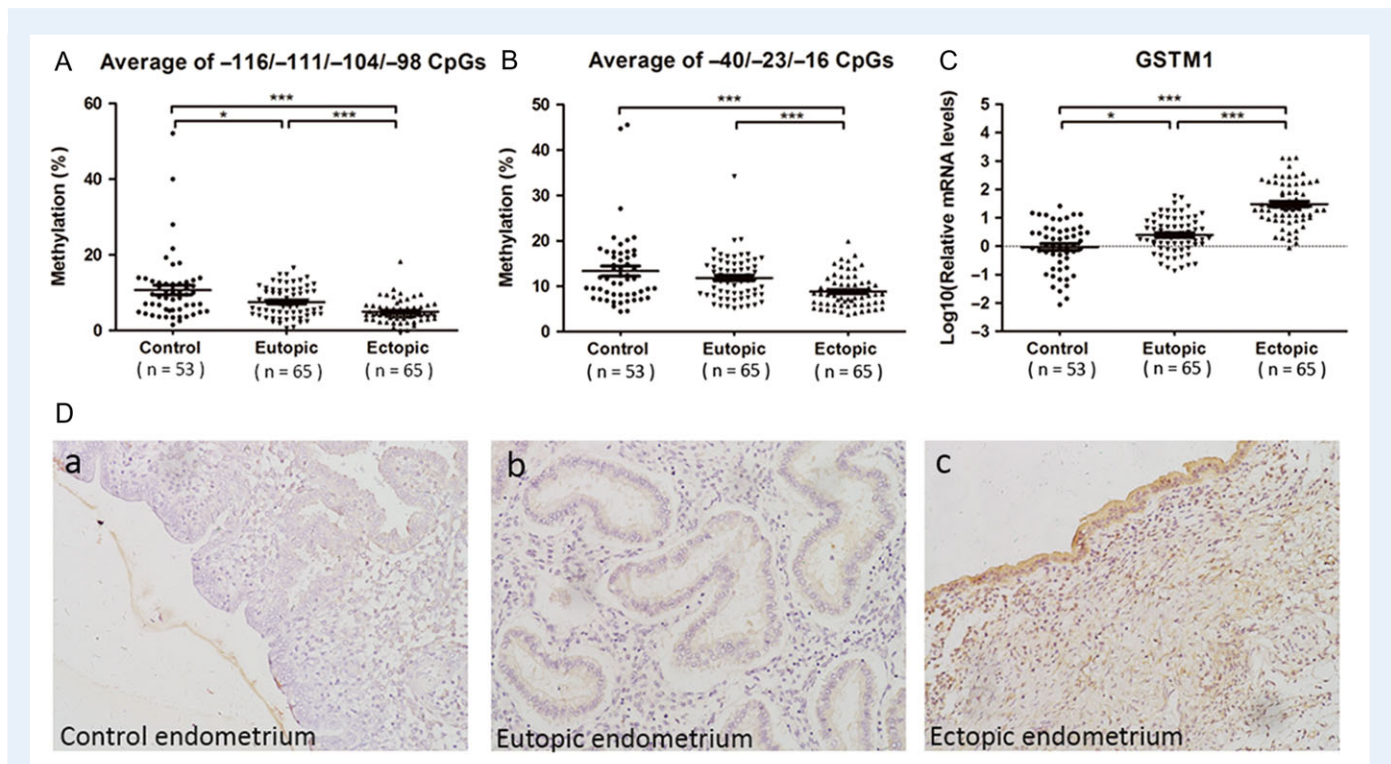 A Average of –116/–111/–104/–98 CpGs
Methylation (%)
60
40
20
0
***
* ***
Control Eutopic Ectopic
( n = 53 ) ( n = 65 ) ( n = 65 )
B Average of –40/–23/–16 CpGs
Methylation (%)
50
40
30
20
10
0
***
***
Control Eutopic Ectopic
( n = 53 ) ( n = 65 ) ( n = 65 )
C GSTM1
Log10(Relative mRNA levels)
5
4
3
2
1
0
–1
–2
–3
***
* ***
Control Eutopic Ectopic
( n = 53 ) ( n = 65 ) ( n = 65 )
D
a
Control endometrium
b
Eutopic endometrium
c
Ectopic endometrium